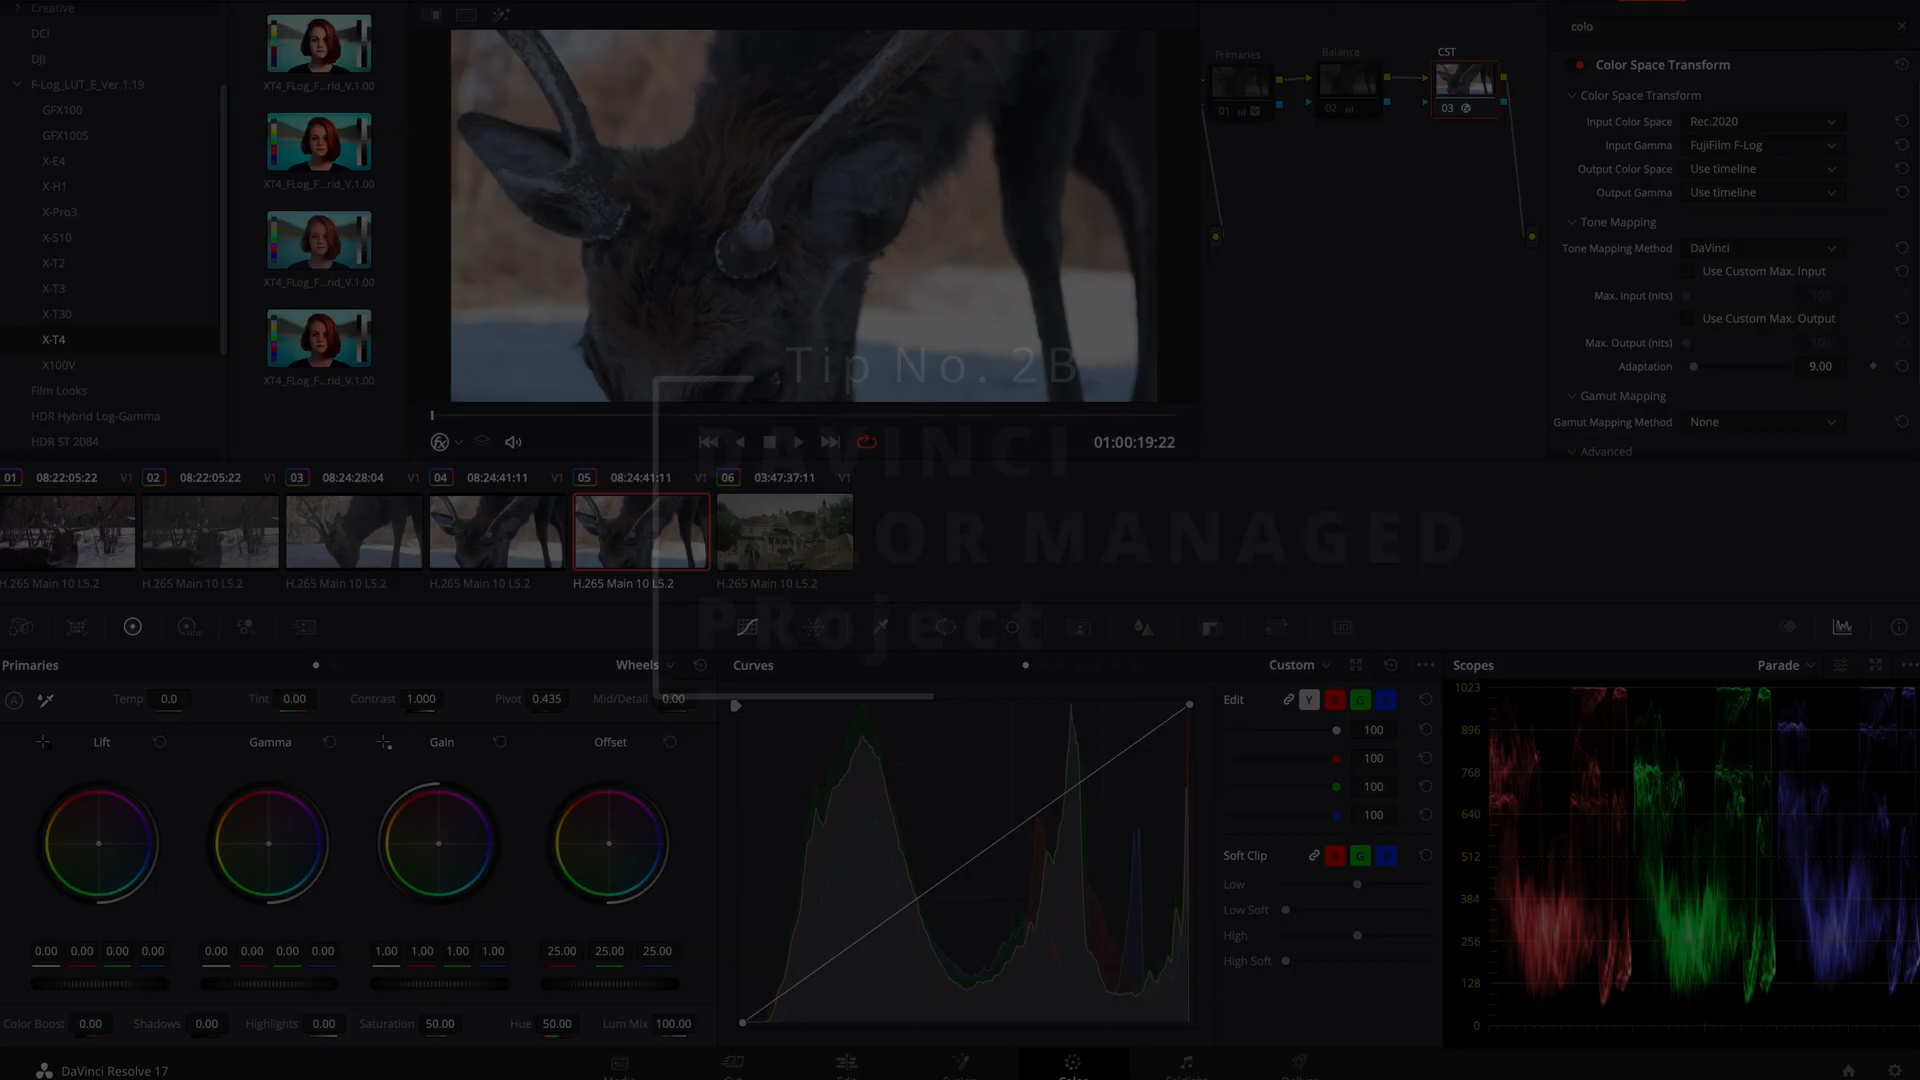 Creative
DCI
DJI
F-Log_LUT_E_Ver.1.19
GFX100
GFX100S
X-E4
X-H1
X-Pro3
X-S10
X-T2
X-T3
X-T30
X-T4
X100V
Film Looks
HDR Hybrid Log-Gamma
HDR ST 2084
XT4_FLog_F...rid_V.1.00
XT4_FLog_F...rid_V.1.00
XT4_FLog_F...rid_V.1.00
XT4_FLog_F...rid_V.1.00
Tip No. 2B
DAVINCI
OR MANAGED
PRoject
01:00:19:22
Primaries
Balance
CST
01
02
03
colo
Color Space Transform
Color Space Transform
Input Color Space Rec.2020
Input Gamma FujiFilm F-Log
Output Color Space Use timeline
Output Gamma Use timeline
Tone Mapping
Tone Mapping Method DaVinci
Use Custom Max. Input
Max. Input (nits) 100
Use Custom Max. Output
Max. Output (nits) 100
Adaptation 9.00
Gamut Mapping
Gamut Mapping Method None
Advanced
01 08:22:05:22 V1 02 08:22:05:22 V1 03 08:24:28:04 V1 04 08:24:41:11 V1 05 08:24:41:11 V1 06 03:47:37:11 V1
H.265 Main 10 L5.2 H.265 Main 10 L5.2 H.265 Main 10 L5.2 H.265 Main 10 L5.2 H.265 Main 10 L5.2 H.265 Main 10 L5.2
Primaries Wheels
Temp 0.0 Tint 0.00 Contrast 1.000 Pivot 0.435 Mid/Detail 0.00
Lift Gamma Gain Offset
0.00 0.00 0.00 0.00 0.00 0.00 0.00 0.00 1.00 1.00 1.00 1.00 25.00 25.00 25.00
Color Boost 0.00 Shadows 0.00 Highlights 0.00 Saturation 50.00 Hue 50.00 Lum Mix 100.00
Curves Custom
Edit Y G
100
100
100
100
Soft Clip G
Low
Low Soft
High
High Soft
Scopes Parade
1023
896
768
640
512
384
256
128
0
DaVinci Resolve 17